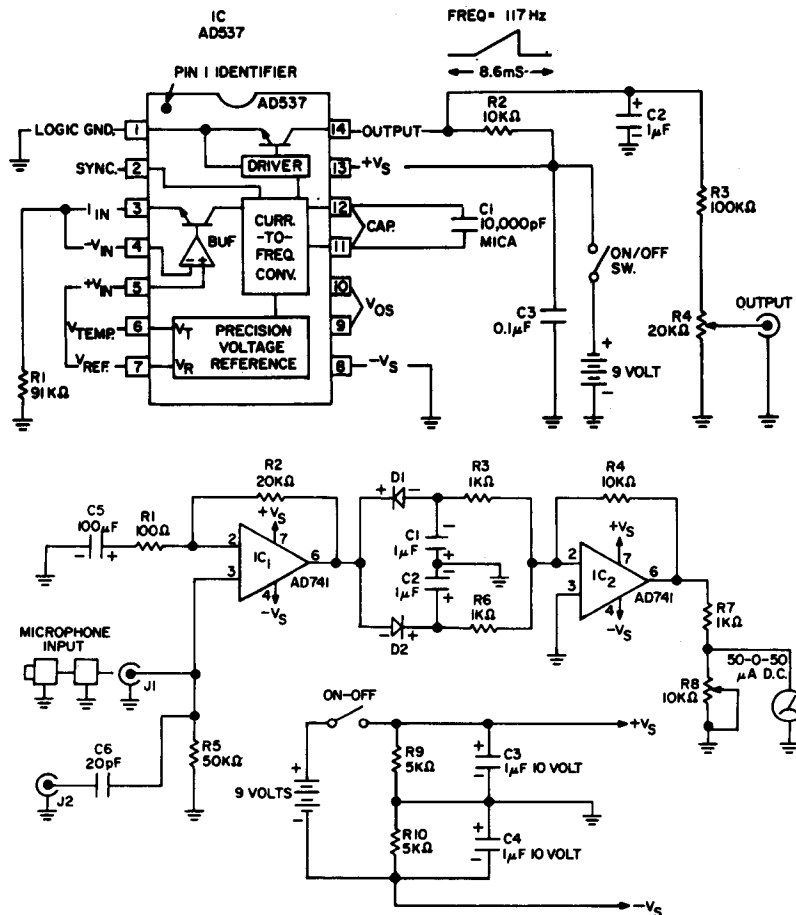 IC
AD537
FREQ= 117 Hz
8.6mS
PIN 1 IDENTIFIER
AD537
LOGIC GND.
1
14
OUTPUT
R2
10KΩ
+
C2
1μF
−
SYNC.
2
DRIVER
13
+VS
I IN
3
BUF
CURR.
-TO-
FREQ.
CONV.
12
11
CAP.
C1
10,000pF
MICA
R3
100KΩ
−VIN
4
− +
+VIN
5
10
VOS
ON/OFF
SW.
VTEMP.
6
VT
PRECISION
VOLTAGE
REFERENCE
9
C3
0.1μF
R4
20KΩ
OUTPUT
VREF.
7
VR
8
−VS
+
9 VOLT
−
R1
91KΩ
R2
20KΩ
D1
+ −
R3
1KΩ
R4
10KΩ
C5
100μF
− +
R1
100Ω
+VS
7
2
IC1
6
3
4
AD741
−VS
−
C1
1μF
+
−
C2
1μF
+
+VS
7
2
IC2
6
3
4
AD741
−VS
R6
1KΩ
− +
D2
R7
1KΩ
MICROPHONE
INPUT
J1
50-0-50
μA D.C.
R8
10KΩ
ON-OFF
+VS
C6
20pF
R5
50KΩ
J2
+
9 VOLTS
−
R9
5KΩ
+
C3
−
1μF 10 VOLT
R10
5KΩ
+
C4
−
1μF 10 VOLT
−VS